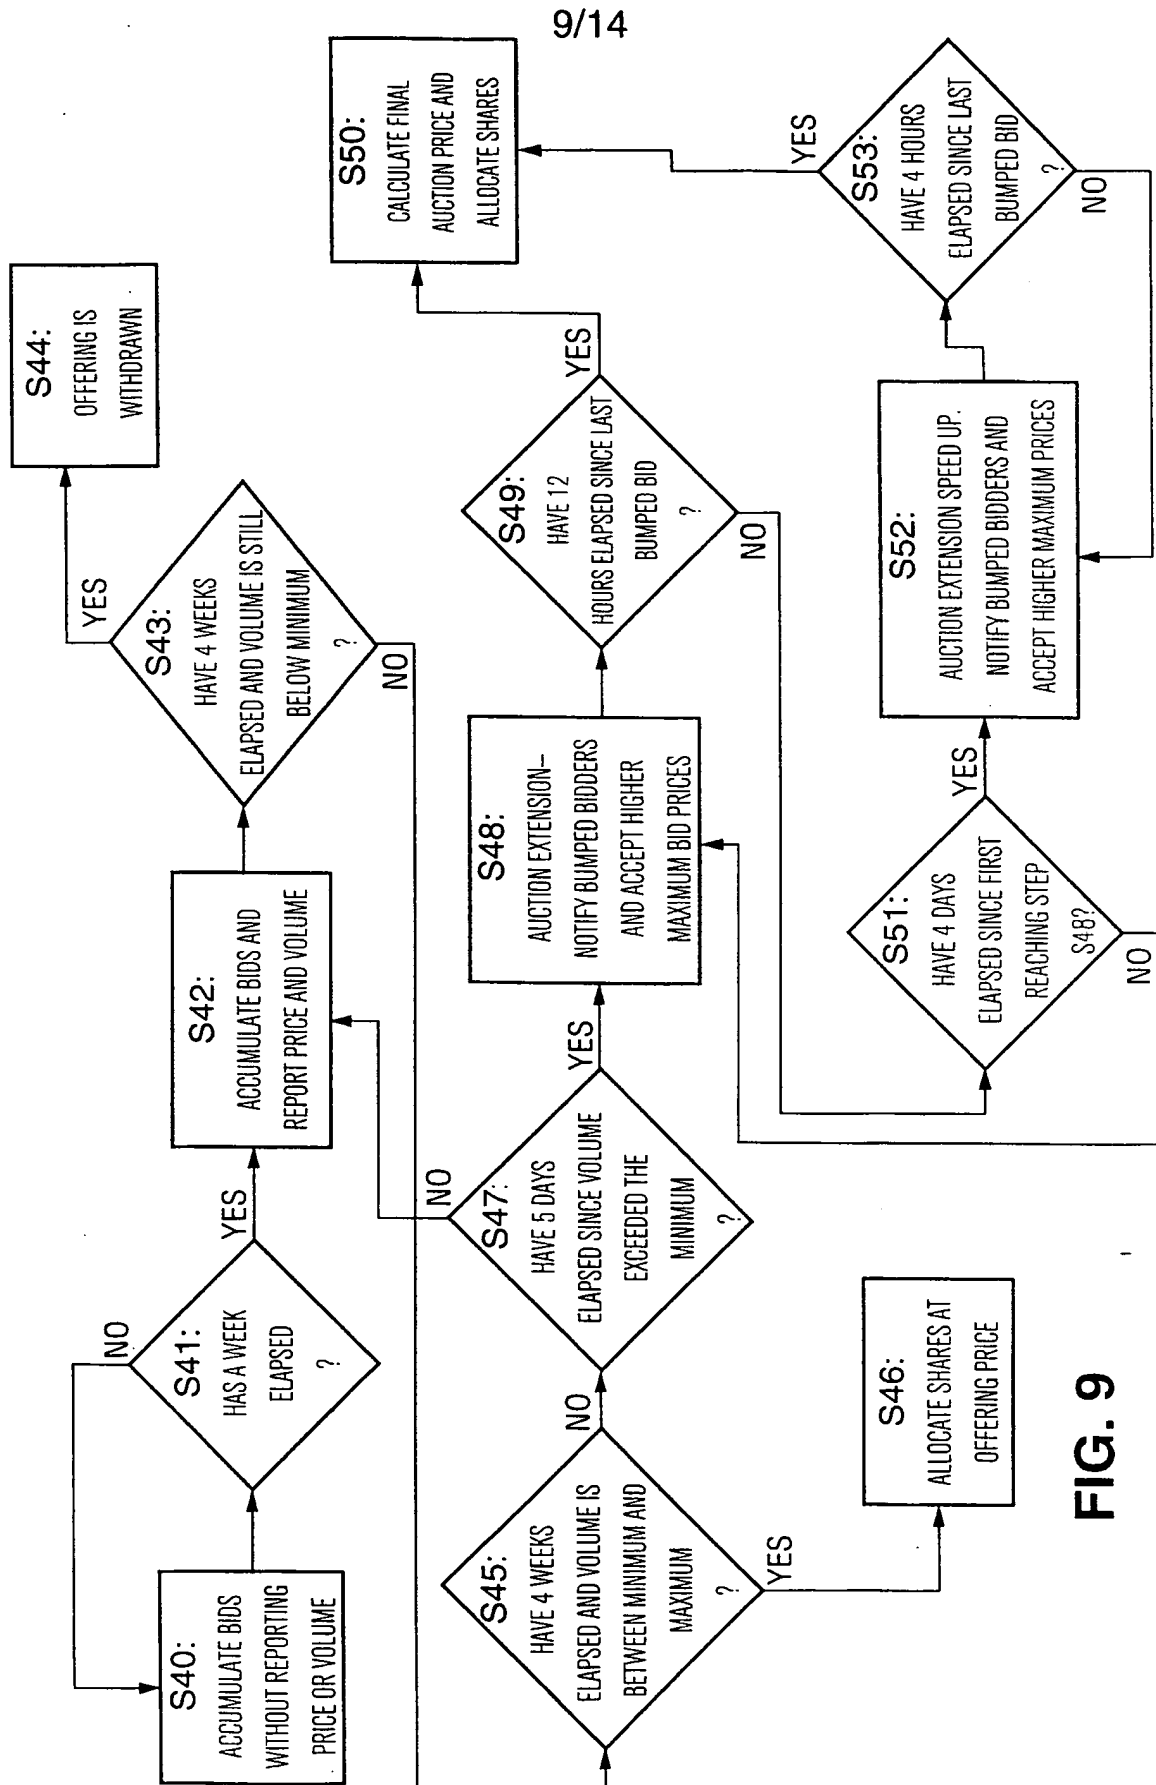 9/14
S40:
ACCUMULATE BIDS
WITHOUT REPORTING
PRICE OR VOLUME
NO
S41:
HAS A WEEK
ELAPSED
?
YES
S42:
ACCUMULATE BIDS AND
REPORT PRICE AND VOLUME
S43:
HAVE 4 WEEKS
ELAPSED AND VOLUME IS STILL
BELOW MINIMUM
?
YES
NO
S44:
OFFERING IS
WITHDRAWN
S45:
HAVE 4 WEEKS
ELAPSED AND VOLUME IS
BETWEEN MINIMUM AND
MAXIMUM
?
NO
YES
S46:
ALLOCATE SHARES AT
OFFERING PRICE
S47:
HAVE 5 DAYS
ELAPSED SINCE VOLUME
EXCEEDED THE
MINIMUM
?
NO
YES
S48:
AUCTION EXTENSION–
NOTIFY BUMPED BIDDERS
AND ACCEPT HIGHER
MAXIMUM BID PRICES
S49:
HAVE 12
HOURS ELAPSED SINCE LAST
BUMPED BID
?
YES
NO
S50:
CALCULATE FINAL
AUCTION PRICE AND
ALLOCATE SHARES
S51:
HAVE 4 DAYS
ELAPSED SINCE FIRST
REACHING STEP
S48?
YES
NO
S52:
AUCTION EXTENSION SPEED UP.
NOTIFY BUMPED BIDDERS AND
ACCEPT HIGHER MAXIMUM PRICES
S53:
HAVE 4 HOURS
ELAPSED SINCE LAST
BUMPED BID
?
YES
NO
FIG. 9